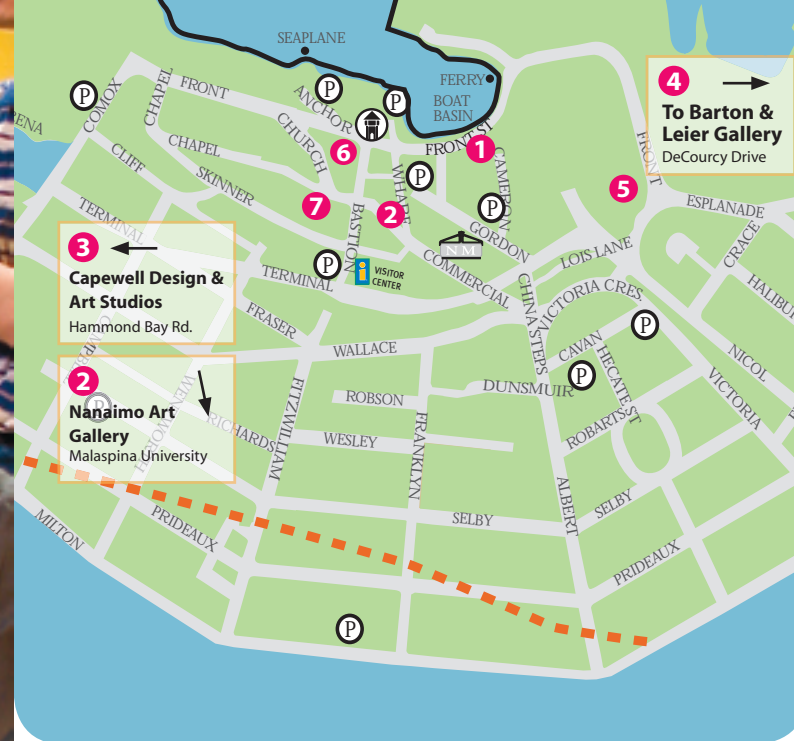 SEAPLANE
FERRY
BOAT
BASIN
P
P
P
COMOX
CHAPEL
FRONT
ANCHOR
CHURCH
FRONT ST
1
CAMERON
4
To Barton &
Leier Gallery
DeCourcy Drive
FRONT
CHAPEL
6
P
CLIFF
SKINNER
7
WHARF
2
P
5
ESPLANADE
TERMINAL
BASTION
GORDON
NM
CRACE
3
Capewell Design &
Art Studios
Hammond Bay Rd.
P
i VISITOR
CENTER
TERMINAL
COMMERCIAL
LOIS LANE
CHINA STEPS
VICTORIA CRES.
FRASER
P
WALLACE
CAVAN
NICOL
2
Nanaimo Art
Gallery
Malaspina University
P
CAMPBELL
WENTWORTH
RICHARDS
FITZWILLIAM
ROBSON
FRANKLYN
DUNSMUIR
P
HECATE ST
VICTORIA
WESLEY
ROBARTS
ALBERT
SELBY
SELBY
MILTON
PRIDEAUX
PRIDEAUX
P